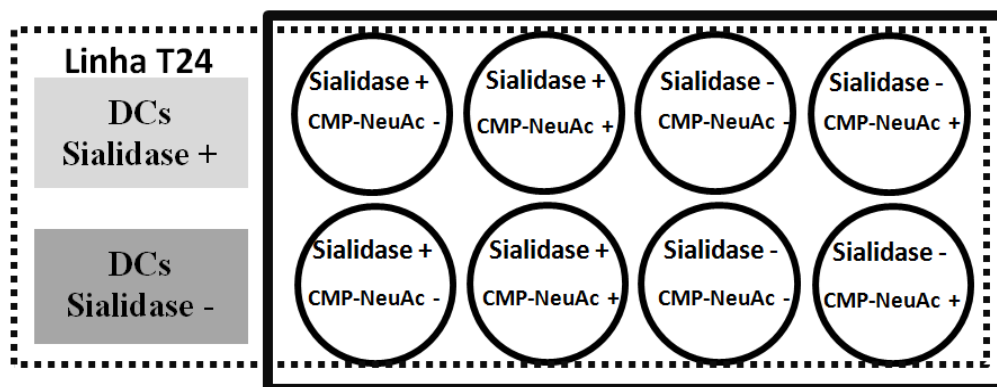 Linha T24
DCs
Sialidase +
Sialidase +
CMP-NeuAc -
Sialidase +
CMP-NeuAc +
Sialidase -
CMP-NeuAc -
Sialidase -
CMP-NeuAc +
DCs
Sialidase -
Sialidase +
CMP-NeuAc -
Sialidase +
CMP-NeuAc +
Sialidase -
CMP-NeuAc -
Sialidase -
CMP-NeuAc +